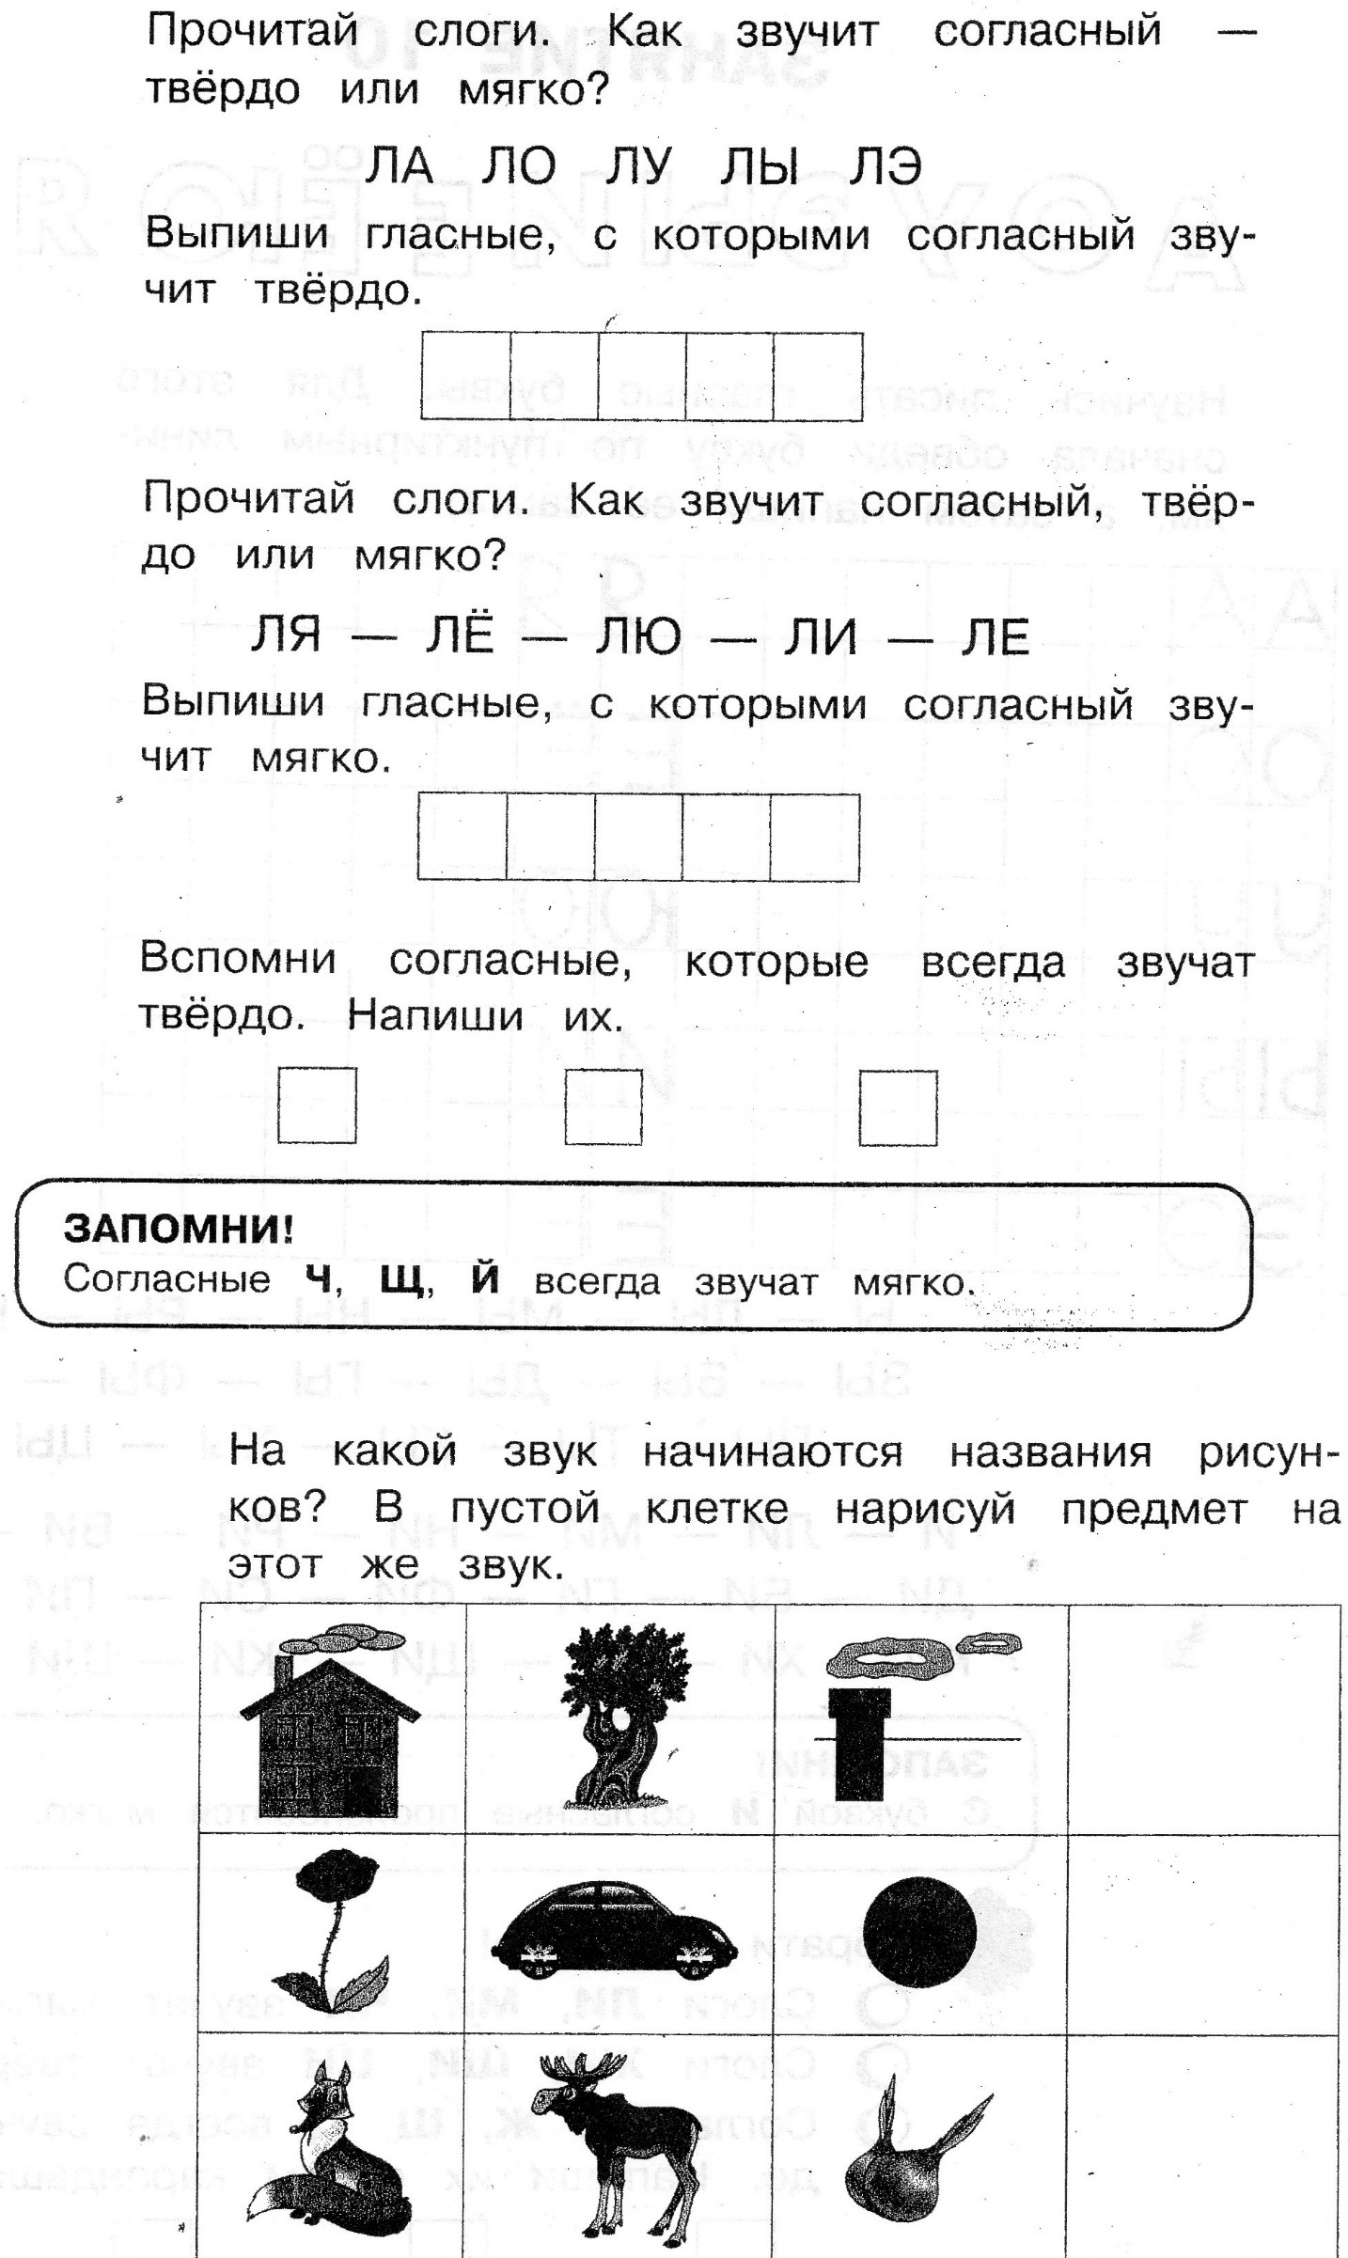 Прочитай слоги. Как звучит согласный —
твёрдо или мягко?
ЛА ЛО ЛУ ЛЫ ЛЭ
Выпиши гласные, с которыми согласный зву-
чит твёрдо.
Прочитай слоги. Как звучит согласный, твёр-
до или мягко?
ЛЯ — ЛЁ — ЛЮ — ЛИ — ЛЕ
Выпиши гласные, с которыми согласный зву-
чит мягко.
Вспомни согласные, которые всегда звучат
твёрдо. Напиши их.
ЗАПОМНИ!
Согласные Ч, Щ, Й всегда звучат мягко.
На какой звук начинаются названия рисун-
ков? В пустой клетке нарисуй предмет на
этот же звук.